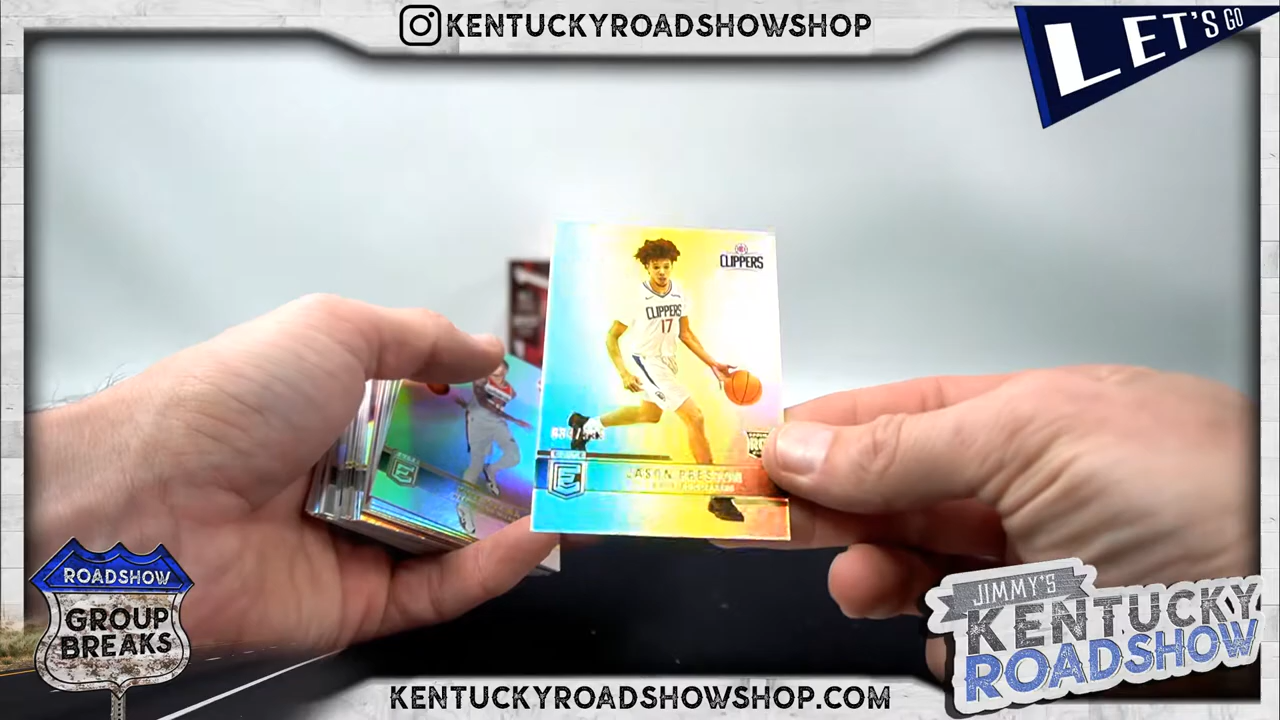 KENTUCKYROADSHOWSHOP
LET'S GO
CLIPPERS
CLIPPERS
17
JASON PRESTON
E
ROADSHOW
GROUP
BREAKS
JIMMY'S
KENTUCKY
ROADSHOW
KENTUCKYROADSHOWSHOP.COM